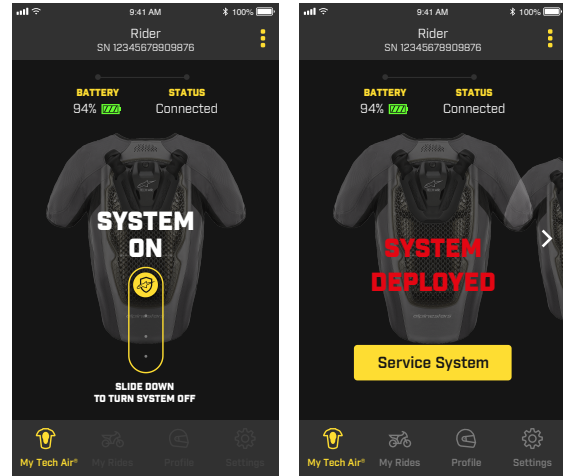 9:41 AM
100%
Rider
SN 12345678909876
BATTERY
STATUS
94%
Connected
SYSTEM
ON
SLIDE DOWN
TO TURN SYSTEM OFF
My Tech Air®
My Rides
Profile
Settings
9:41 AM
100%
Rider
SN 12345678909876
BATTERY
STATUS
94%
Connected
SYSTEM
DEPLOYED
Service System
My Tech Air®
My Rides
Profile
Settings